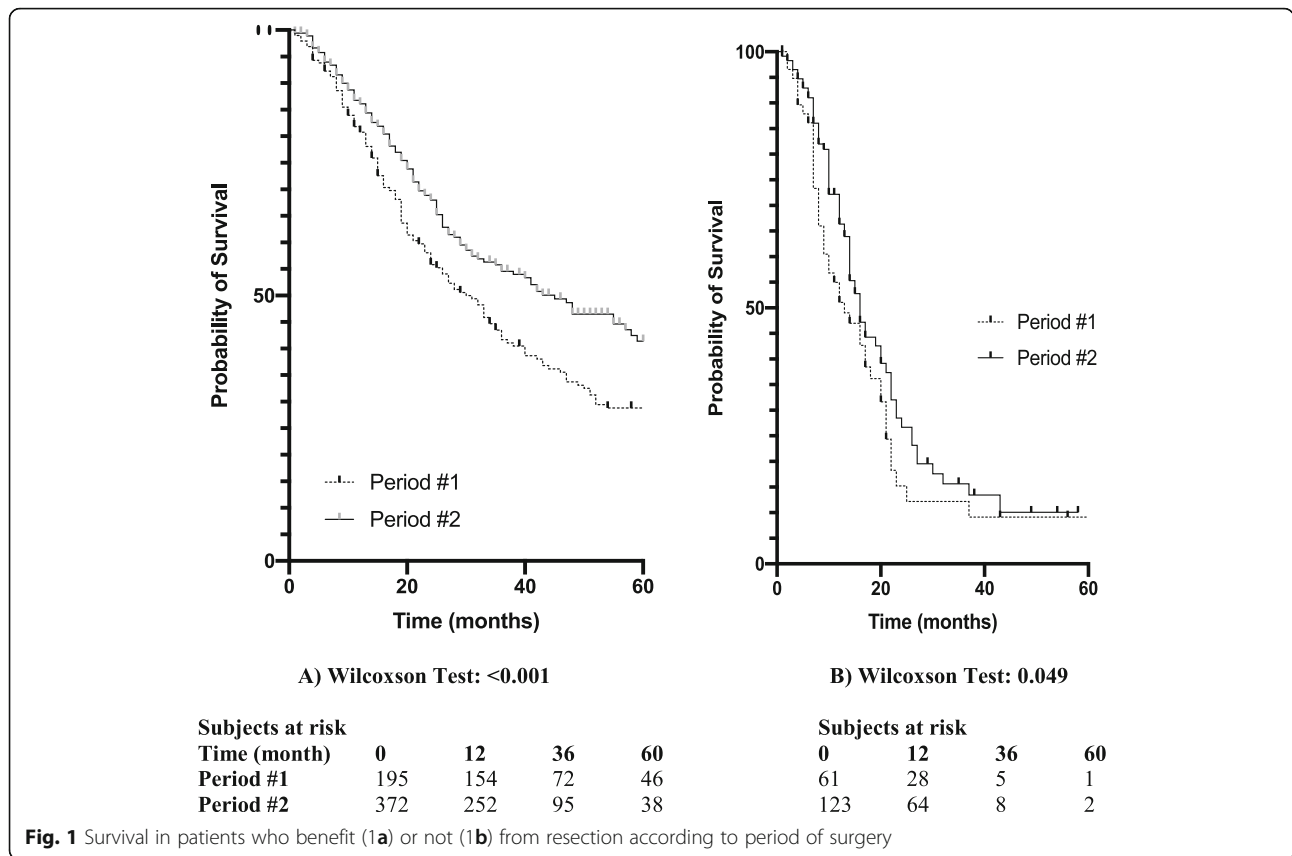 50
0
0 20 40 60
Probability of Survival
Time (months)
Period #1
Period #2
A) Wilcoxson Test: <0.001
100
50
0
0 20 40 60
Probability of Survival
Time (months)
Period #1
Period #2
B) Wilcoxson Test: 0.049
Subjects at risk
Time (month) 0 12 36 60
Period #1 195 154 72 46
Period #2 372 252 95 38
Subjects at risk
0 12 36 60
61 28 5 1
123 64 8 2
Fig. 1 Survival in patients who benefit (1a) or not (1b) from resection according to period of surgery